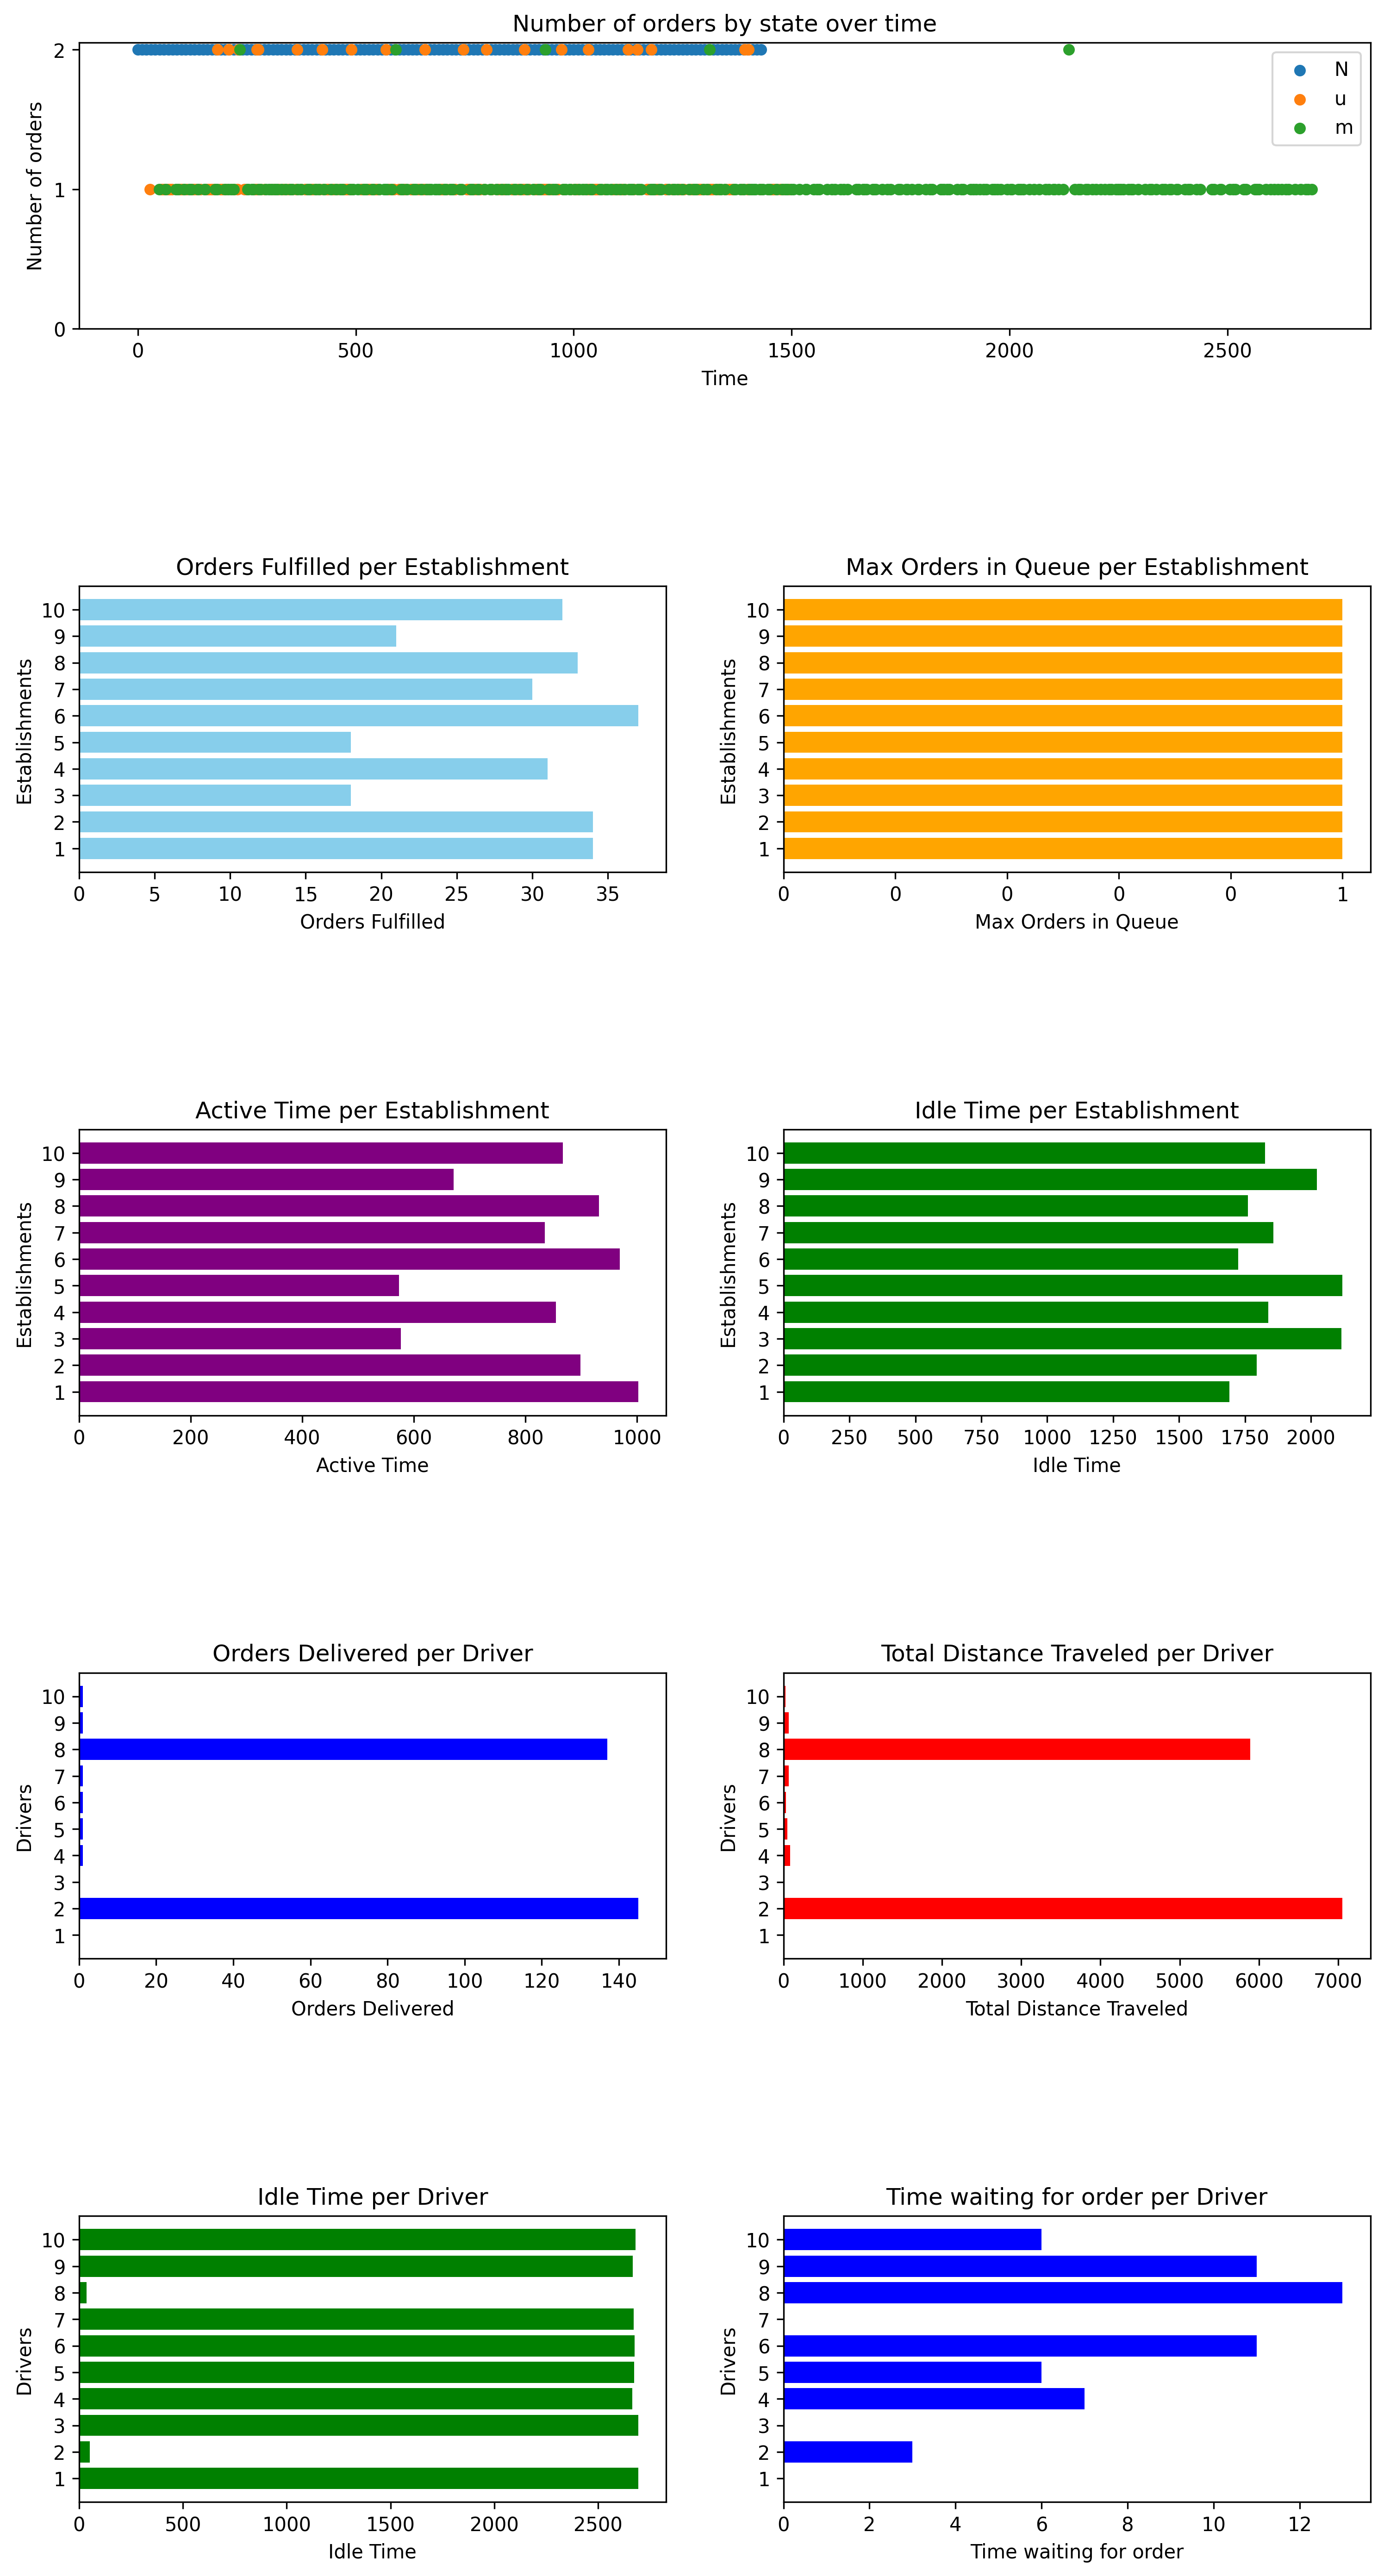 Number of orders by state over time
Number of orders
2
1
0
N
u
m
0 500 1000 1500 2000 2500
Time
Orders Fulfilled per Establishment
Establishments
10
9
8
7
6
5
4
3
2
1
0 5 10 15 20 25 30 35
Orders Fulfilled
Max Orders in Queue per Establishment
Establishments
10
9
8
7
6
5
4
3
2
1
0 0 0 0 0 1
Max Orders in Queue
Active Time per Establishment
Establishments
10
9
8
7
6
5
4
3
2
1
0 200 400 600 800 1000
Active Time
Idle Time per Establishment
Establishments
10
9
8
7
6
5
4
3
2
1
0 250 500 750 1000 1250 1500 1750 2000
Idle Time
Orders Delivered per Driver
Drivers
10
9
8
7
6
5
4
3
2
1
0 20 40 60 80 100 120 140
Orders Delivered
Total Distance Traveled per Driver
Drivers
10
9
8
7
6
5
4
3
2
1
0 1000 2000 3000 4000 5000 6000 7000
Total Distance Traveled
Idle Time per Driver
Drivers
10
9
8
7
6
5
4
3
2
1
0 500 1000 1500 2000 2500
Idle Time
Time waiting for order per Driver
Drivers
10
9
8
7
6
5
4
3
2
1
0 2 4 6 8 10 12
Time waiting for order